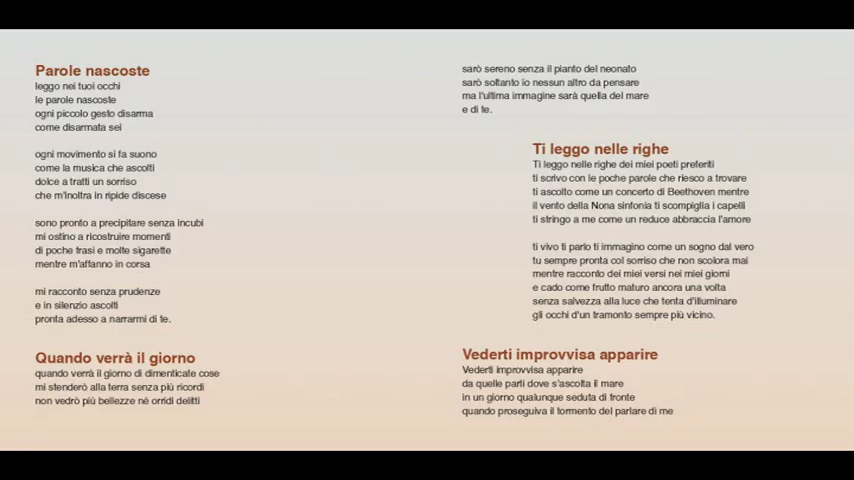 Parole nascoste
leggo nei tuoi occhi
le parole nascoste
ogni piccolo gesto disarma
come disarmata sei
ogni movimento si fa suono
come la musica che ascolti
dolce a tratti un sorriso
che m'inoltra in ripide discese
sono pronto a precipitare senza incubi
mi ostino a ricostruire momenti
di poche frasi e molte sigarette
mentre m'affanno in corsa
mi racconto senza prudenze
e in silenzio ascolti
pronta adesso a narrarmi di te.
Quando verrà il giorno
quando verrà il giorno di dimenticate cose
mi stenderò alla terra senza più ricordi
non vedrò più bellezze né orridi delitti
sarò sereno senza il pianto del neonato
sarò soltanto io nessun altro da pensare
ma l'ultima immagine sarà quella del mare
e di te.
Ti leggo nelle righe
Ti leggo nelle righe dei miei poeti preferiti
ti scrivo con le poche parole che riesco a trovare
ti ascolto come un concerto di Beethoven mentre
il vento della Nona sinfonia ti scompiglia i capelli
ti stringo a me come un reduce abbraccia l'amore
ti vivo ti parlo ti immagino come un sogno dal vero
tu sempre pronta col sorriso che non scolora mai
mentre racconto dei miei versi nei miei giorni
e cado come frutto maturo ancora una volta
senza salvezza alla luce che tenta d'illuminare
gli occhi d'un tramonto sempre più vicino.
Vederti improvvisa apparire
Vederti improvvisa apparire
da quelle parti dove s'ascolta il mare
in un giorno qualunque seduta di fronte
quando proseguiva il tormento del parlare di me